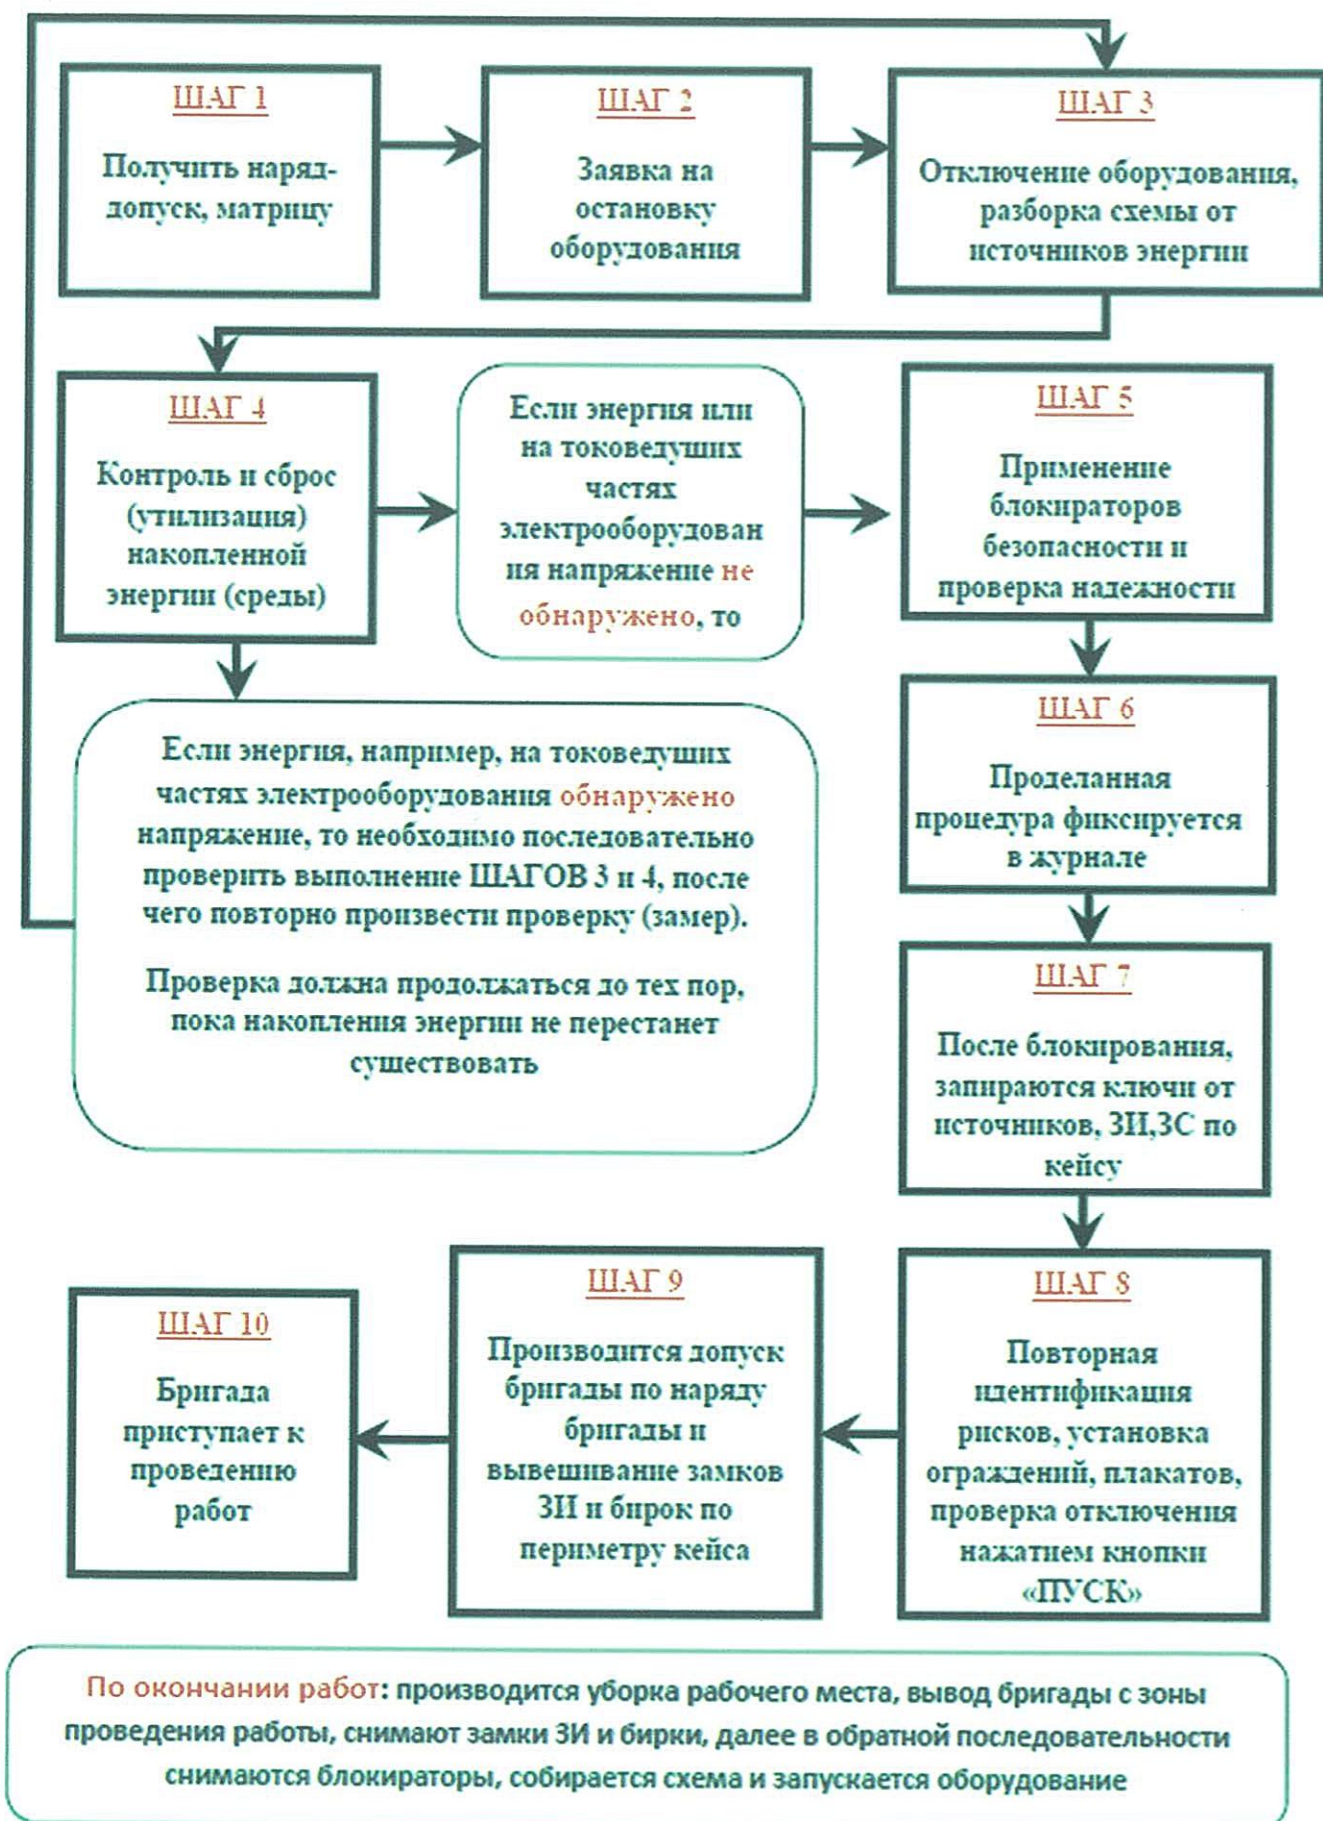 ШАГ 1
Получить наряд-
допуск, матрицу
ШАГ 2
Заявка на
остановку
оборудования
ШАГ 3
Отключение оборудования,
разборка схемы от
источников энергии
ШАГ 4
Контроль и сброс
(утилизация)
накопленной
энергии (среды)
Если энергия или
на токоведущих
частях
электрооборудован
ия напряжение не
обнаружено, то
ШАГ 5
Применение
блокираторов
безопасности и
проверка надежности
Если энергия, например, на токоведущих
частях электрооборудования обнаружено
напряжение, то необходимо последовательно
проверить выполнение ШАГОВ 3 и 4, после
чего повторно произвести проверку (замер).
Проверка должна продолжаться до тех пор,
пока накопления энергии не перестанет
существовать
ШАГ 6
Проделанная
процедура фиксируется
в журнале
ШАГ 7
После блокирования,
запираются ключи от
источников, ЗИ,ЗС по
кейсу
ШАГ 8
Повторная
идентификация
рисков, установка
ограждений, плакатов,
проверка отключения
нажатием кнопки
«ПУСК»
ШАГ 9
Производится допуск
бригады по наряду
бригады и
вывешивание замков
ЗИ и бирок по
периметру кейса
ШАГ 10
Бригада
приступает к
проведению
работ
По окончании работ: производится уборка рабочего места, вывод бригады с зоны
проведения работы, снимают замки ЗИ и бирки, далее в обратной последовательности
снимаются блокираторы, собирается схема и запускается оборудование